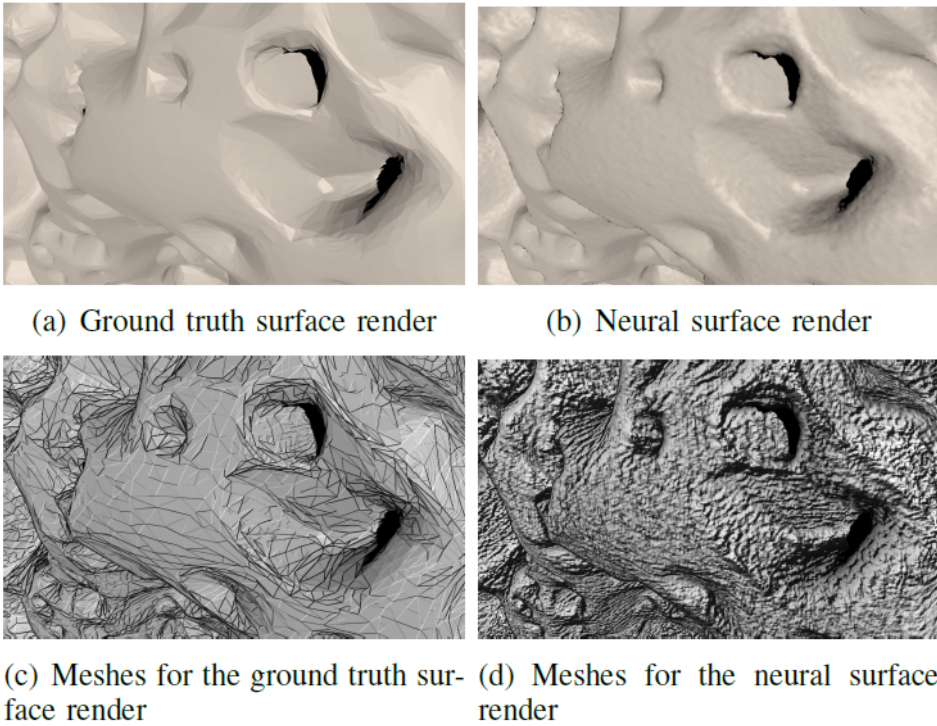 (a) Ground truth surface render
(b) Neural surface render
(c) Meshes for the ground truth sur-
face render
(d) Meshes for the neural surface
render